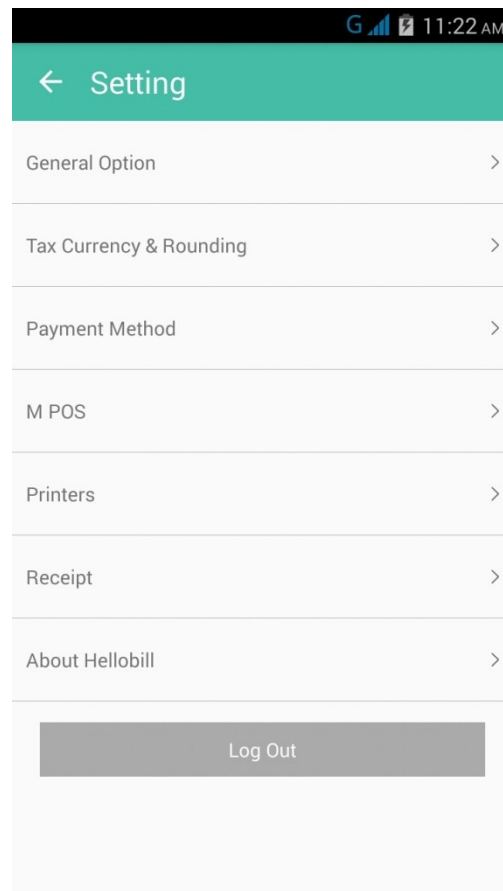 G 11:22 AM
Setting
General Option
Tax Currency & Rounding
Payment Method
M POS
Printers
Receipt
About Hellobill
Log Out